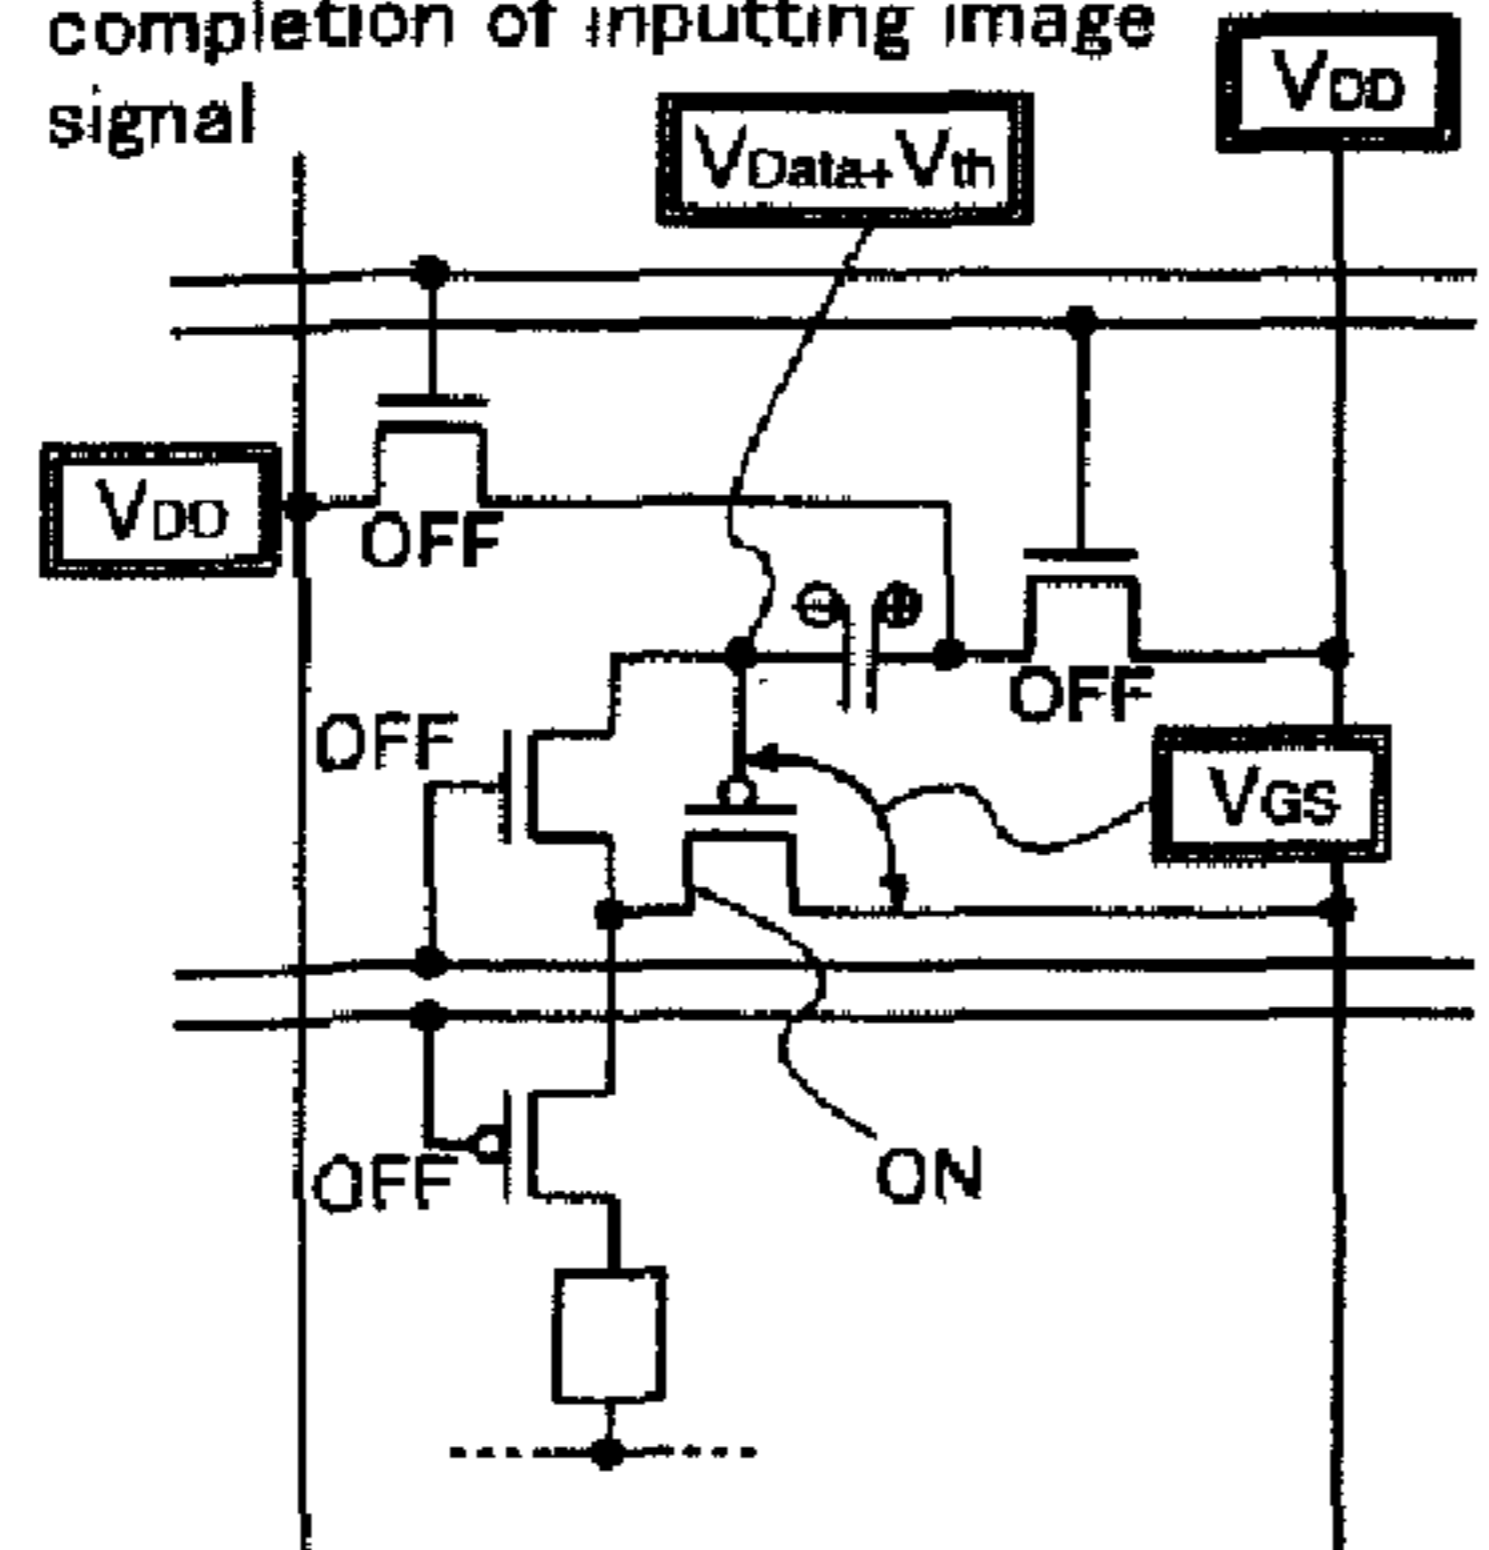 completion of inputting image
signal
VDD
VData+Vth
VDD
OFF
OFF
OFF
VGS
OFF
ON